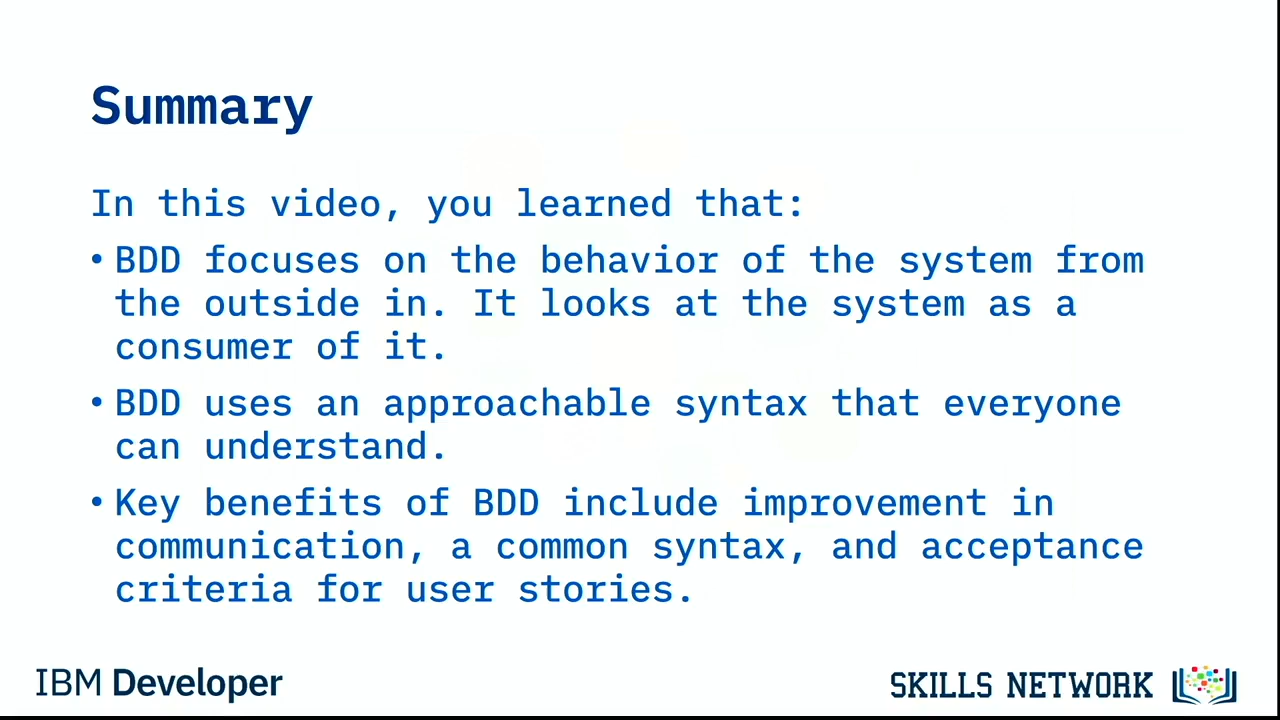 Summary
In this video, you learned that:
• BDD focuses on the behavior of the system from
the outside in. It looks at the system as a
consumer of it.
• BDD uses an approachable syntax that everyone
can understand.
• Key benefits of BDD include improvement in
communication, a common syntax, and acceptance
criteria for user stories.
IBM Developer
SKILLS NETWORK